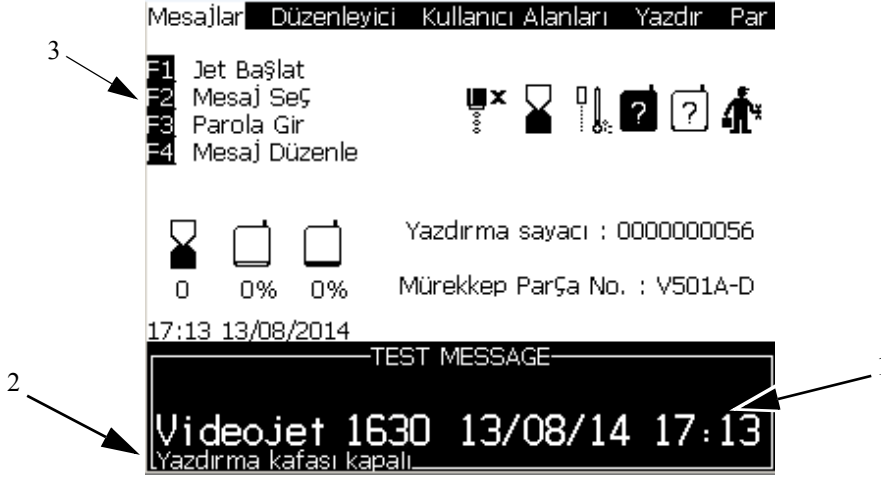 Mesajlar Düzenleyici Kullanıcı Alanları Yazdır Par
3
F1 Jet Başlat
F2 Mesaj Seç
F3 Parola Gir
F4 Mesaj Düzenle
x
? ?
Yazdırma sayacı : 0000000056
0 0% 0%
Mürekkep Parça No. : V501A-D
17:13 13/08/2014
TEST MESSAGE
2
Videojet 1630 13/08/14 17:13
Yazdırma kafası kapalı